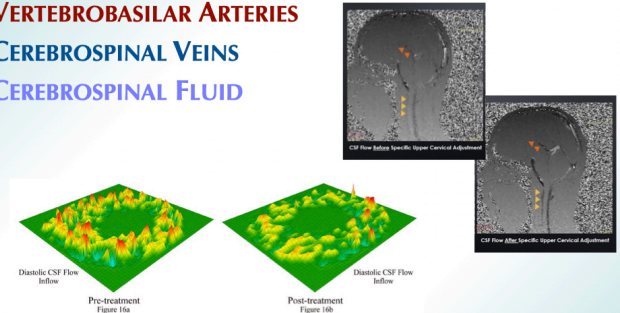 VERTEBROBASILAR ARTERIES
CEREBROSPINAL VEINS
CEREBROSPINAL FLUID
CSF Flow Before Specific Upper Cervical Adjustment
CSF Flow After Specific Upper Cervical Adjustment
Diastolic CSF Flow
Inflow
Pre-treatment
Figure 16a
Diastolic CSF Flow
Inflow
Post-treatment
Figure 16b